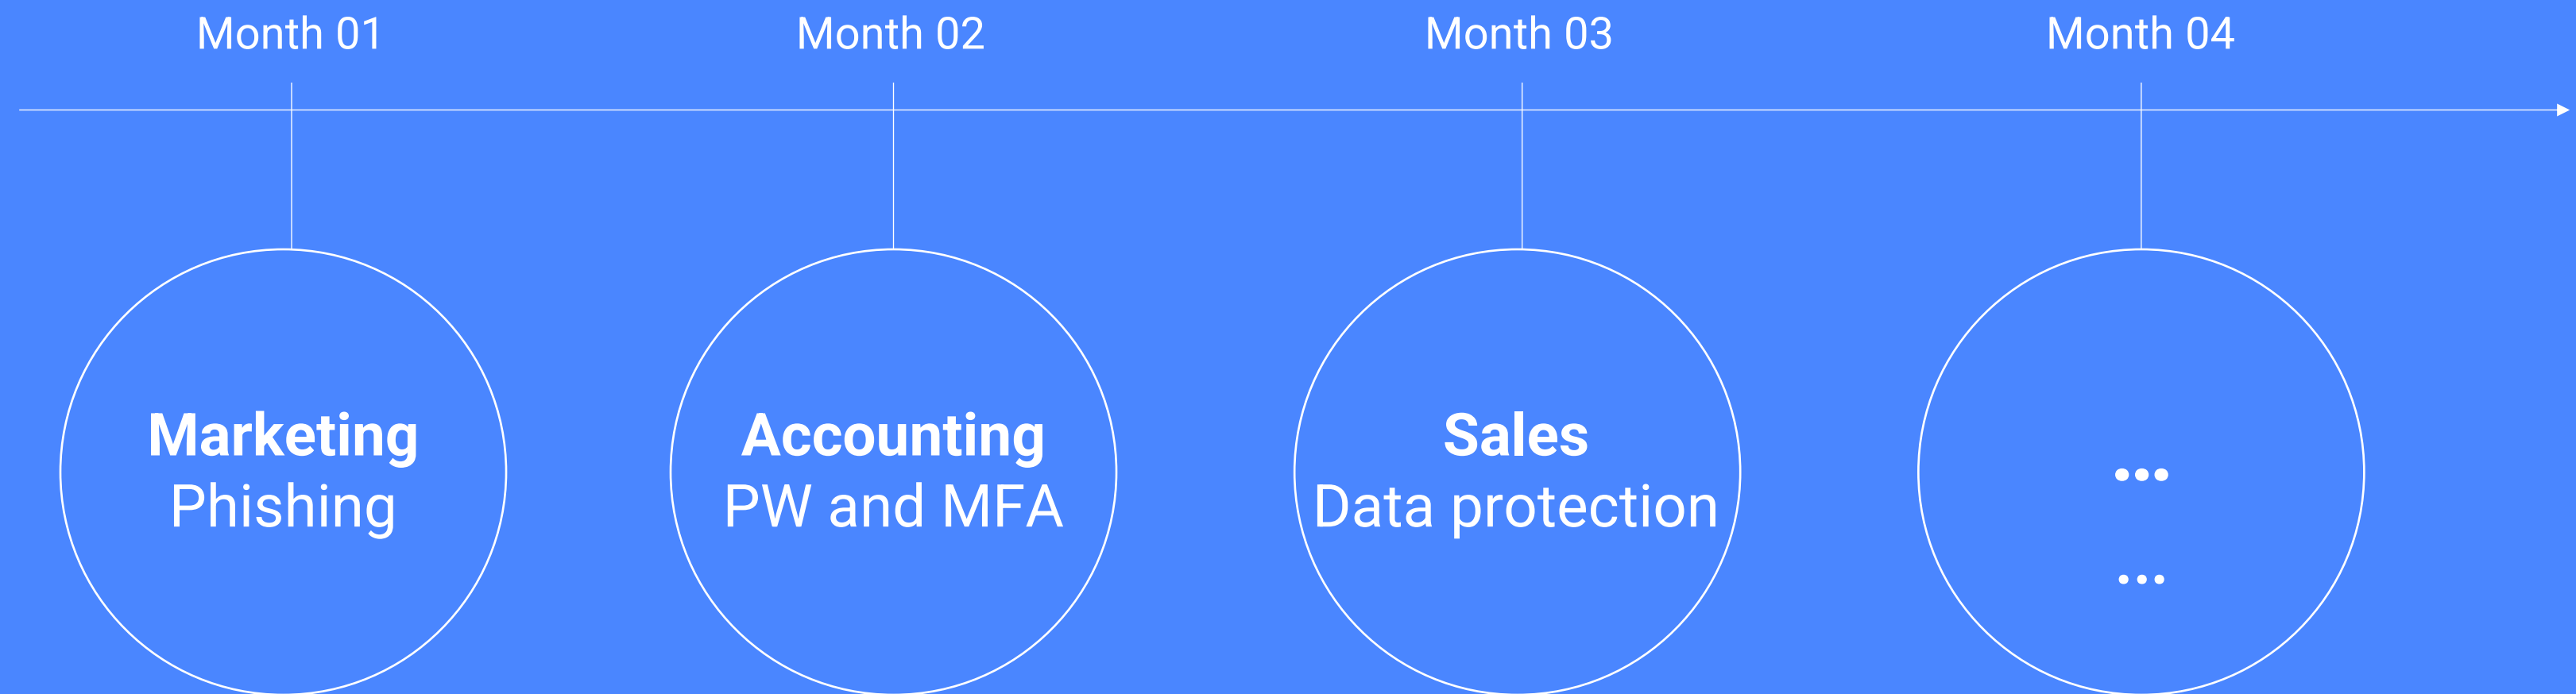 Month 01
Month 02
Month 03
Month 04
Marketing
Phishing
Accounting
PW and MFA
Sales
Data protection
...
...